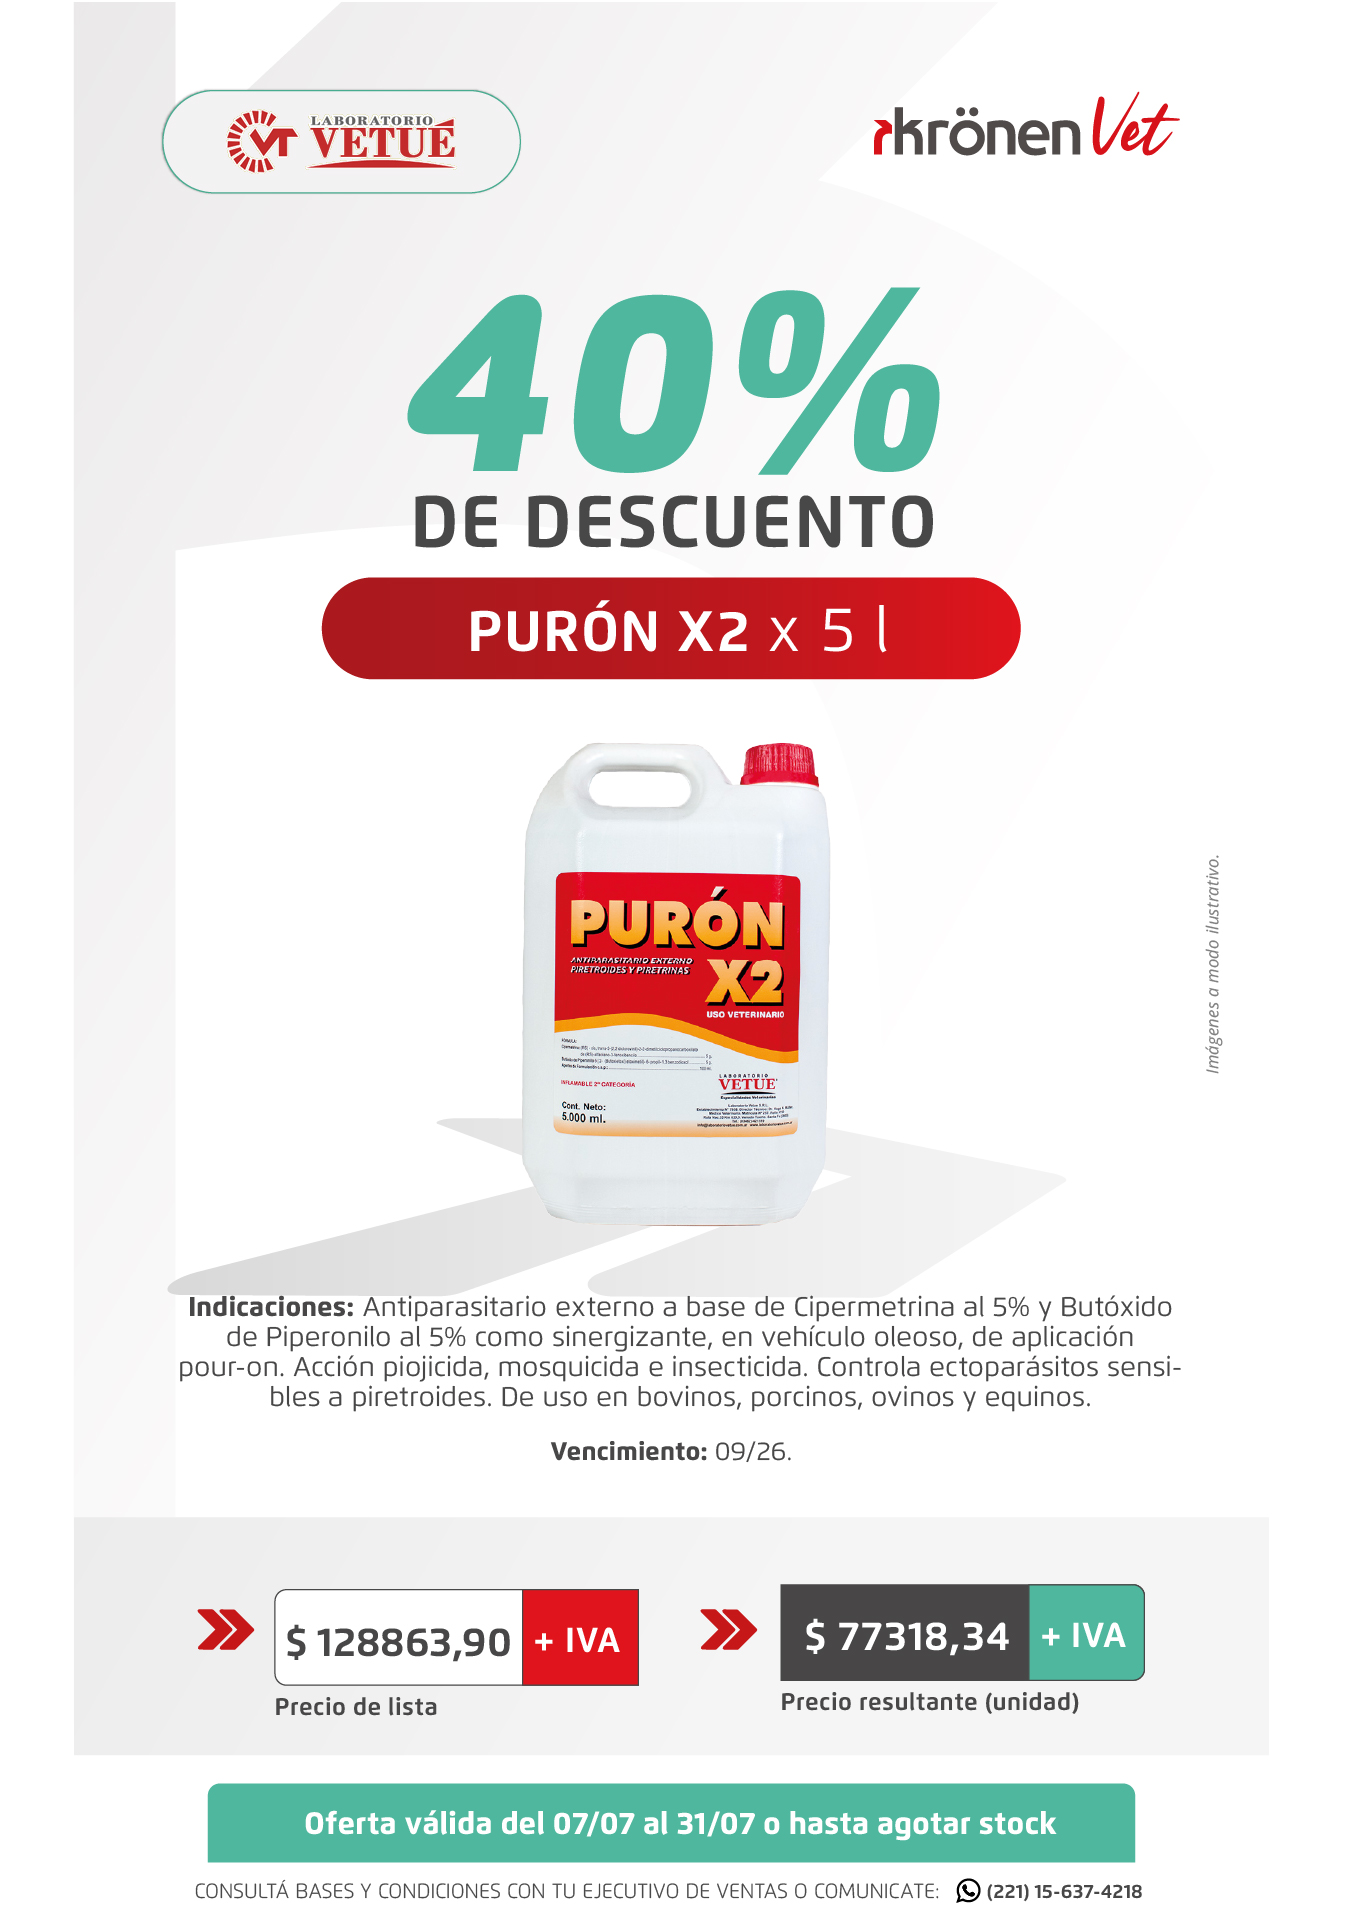 LABORATORIO
VETUÉ
krönen Vet
40%
DE DESCUENTO
PURÓN X2 x 5 l
PURÓN
X2
ANTIPARASITARIO EXTERNO
PIRETROIDES Y PIRETRINAS
USO VETERINARIO
INFLAMABLE 2ª CATEGORÍA
LABORATORIO
VETUE
Especialidades Veterinarias
Cont. Neto:
5.000 ml.
Imágenes a modo ilustrativo.
Indicaciones: Antiparasitario externo a base de Cipermetrina al 5% y Butóxido
de Piperonilo al 5% como sinergizante, en vehículo oleoso, de aplicación
pour-on. Acción piojicida, mosquicida e insecticida. Controla ectoparásitos sensi-
bles a piretroides. De uso en bovinos, porcinos, ovinos y equinos.
Vencimiento: 09/26.
$ 128863,90 + IVA
Precio de lista
$ 77318,34 + IVA
Precio resultante (unidad)
Oferta válida del 07/07 al 31/07 o hasta agotar stock
CONSULTÁ BASES Y CONDICIONES CON TU EJECUTIVO DE VENTAS O COMUNICATE: (221) 15-637-4218